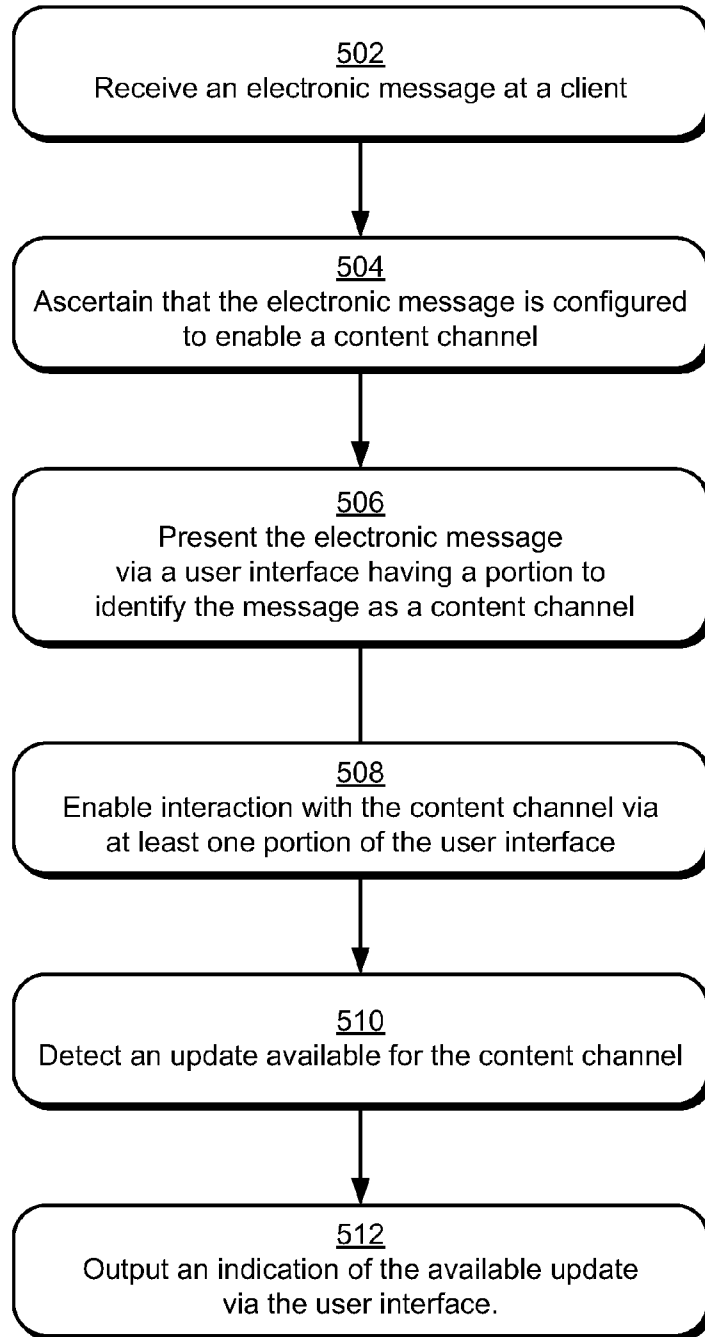 502
Receive an electronic message at a client
504
Ascertain that the electronic message is configured
to enable a content channel
506
Present the electronic message
via a user interface having a portion to
identify the message as a content channel
508
Enable interaction with the content channel via
at least one portion of the user interface
510
Detect an update available for the content channel
512
Output an indication of the available update
via the user interface.